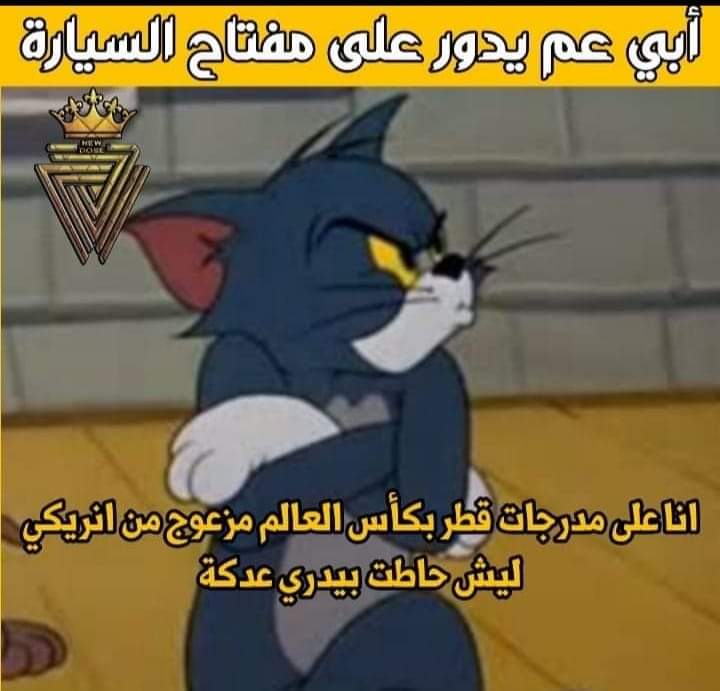 أبي عم يدور على مفتاح السيارة
NEW
DOSE
انا على مدرجات قطر بكأس العالم مزعوج من انريكي
ليش حاطت بيدري عدكة